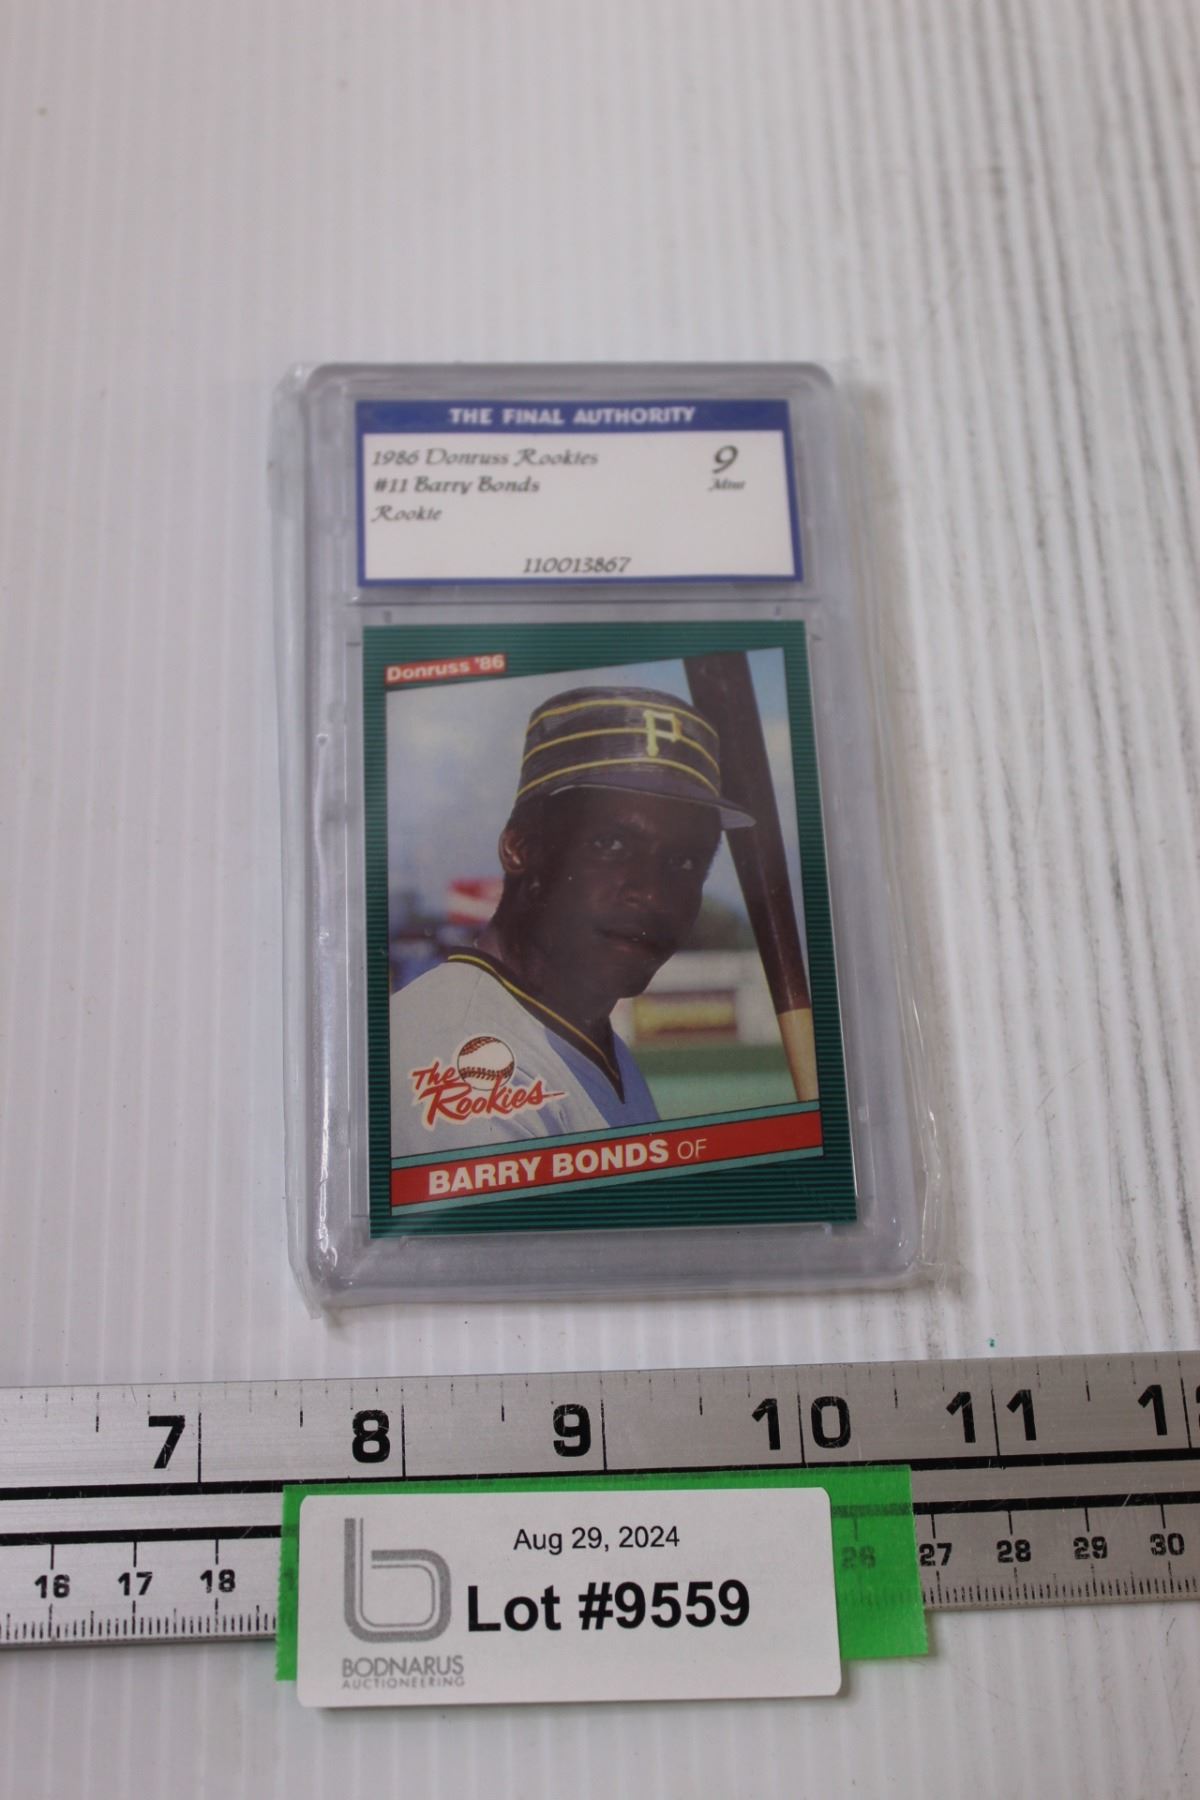 THE FINAL AUTHORITY
1986 Donruss Rookies
9
#11 Barry Bonds
Mint
Rookie
110013867
Donruss '86
P
The
Rookies
BARRY BONDS OF
7 8 9 10 11 1
16 17 18 26 27 28 29 30
Aug 29, 2024
Lot #9559
BODNARUS
AUCTIONEERING